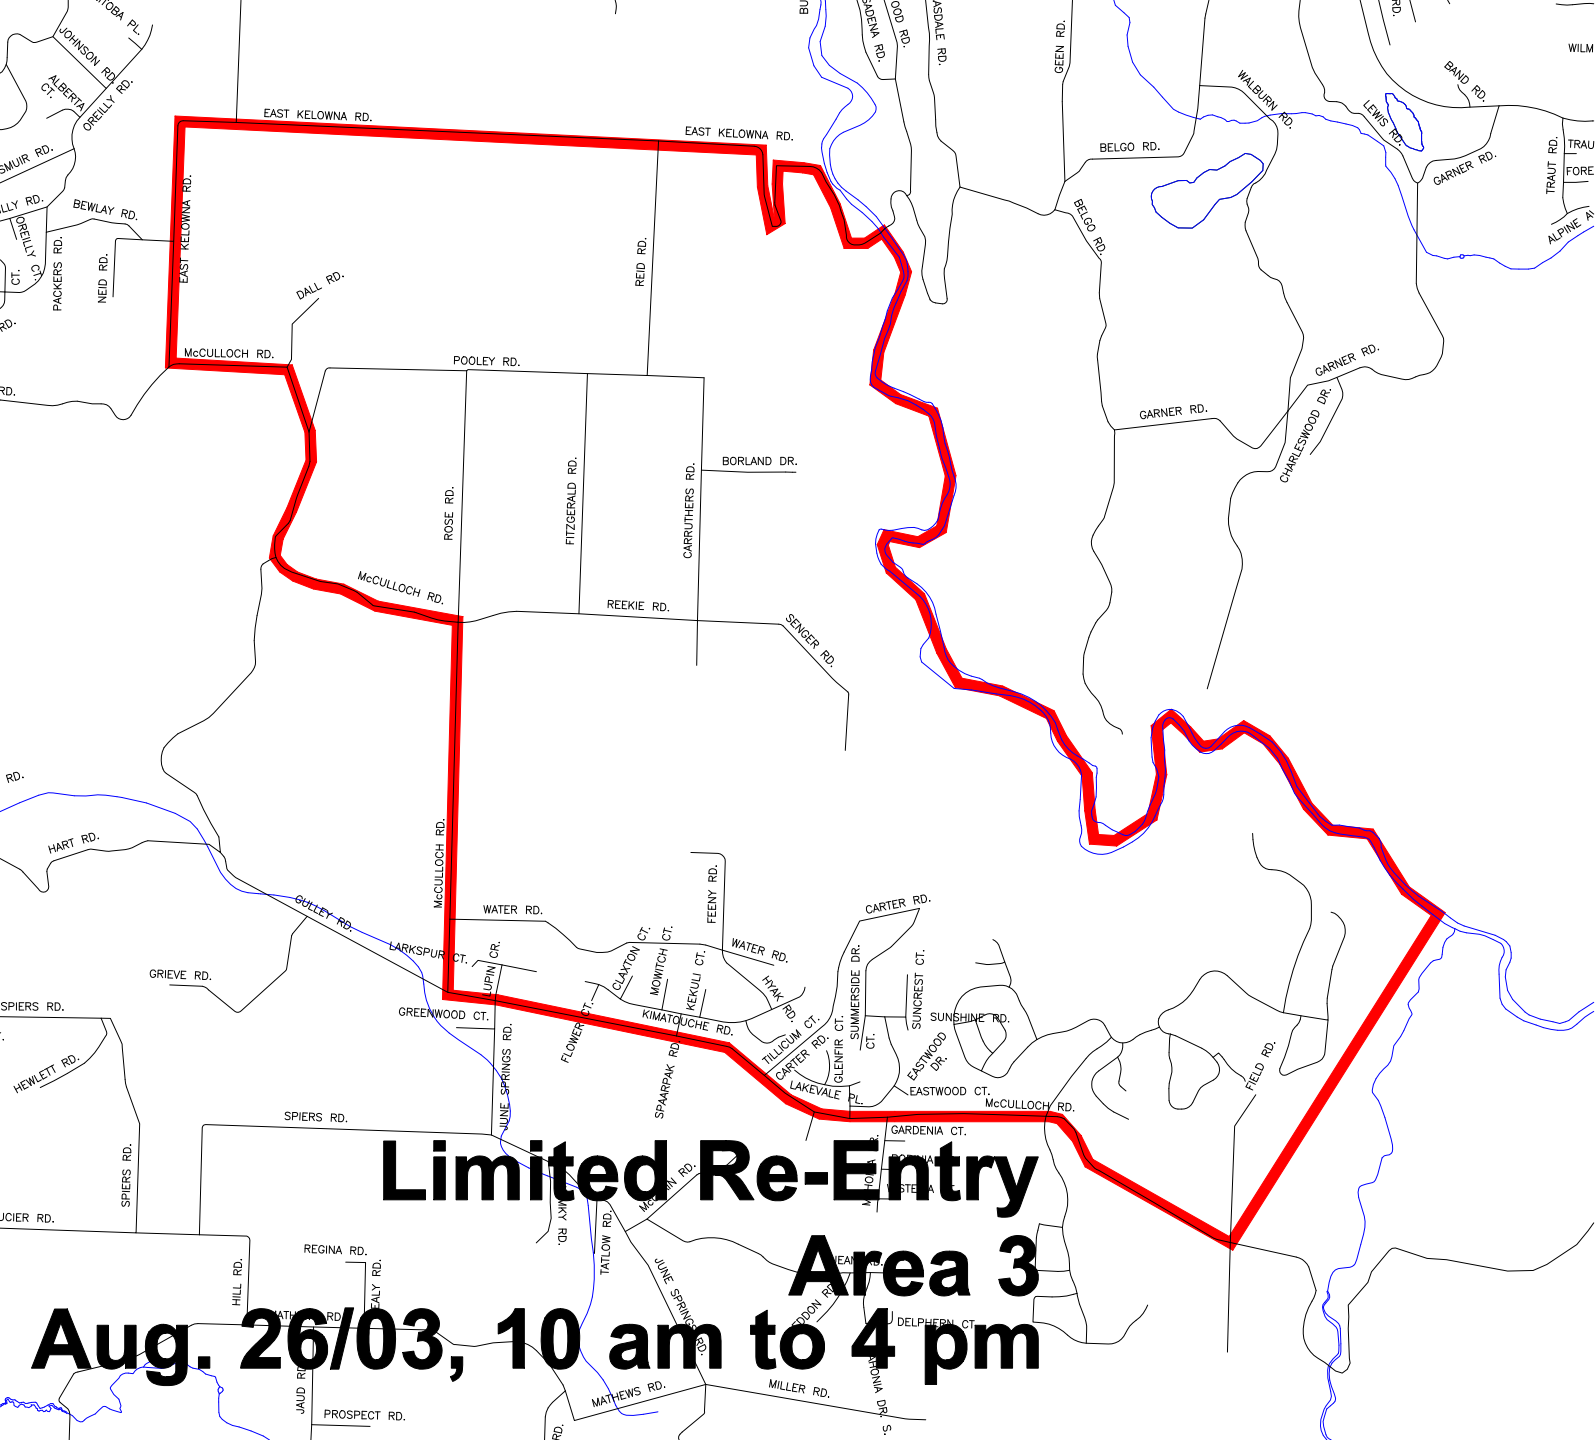 PL.
JOHNSON RD.
ALBERTA CT.
OREILLY RD.
EAST KELOWNA RD.
EAST KELOWNA RD.
GEEN RD.
WALBURN RD.
BAND RD.
LEWIS RD.
BELGO RD.
GARNER RD.
TRAUT RD.
BEWLAY RD.
EAST KELOWNA RD.
OREILLY CT.
PACKERS RD.
NEID RD.
CT.
BELGO RD.
REID RD.
DALL RD.
McCULLOCH RD.
POOLEY RD.
GARNER RD.
GARNER RD.
CHARLESWOOD DR.
BORLAND DR.
ROSE RD.
FITZGERALD RD.
CARRUTHERS RD.
McCULLOCH RD.
REEKIE RD.
SENGER RD.
RD.
HART RD.
McCULLOCH RD.
GULLEY RD.
WATER RD.
FEENY RD.
CARTER RD.
LARKSPUR CT.
LUPIN CR.
CLAXTON CT.
MOWITCH CT.
KEKULI CT.
WATER RD.
HYAK RD.
SUMMERSIDE DR.
SUNCREST CT.
GRIEVE RD.
SPIERS RD.
GREENWOOD CT.
FLOWER CT.
KIMATOUCHE RD.
SUNSHINE RD.
TILLICUM CT.
CARTER RD.
GLENFIR CT.
CT.
EASTWOOD DR.
HEWLETT RD.
JUNE SPRINGS RD.
SPAARPAK RD.
LAKEVALE PL.
EASTWOOD CT.
McCULLOCH RD.
FIELD RD.
SPIERS RD.
GARDENIA CT.
Limited Re-Entry
SPIERS RD.
REGINA RD.
TATLOW RD.
Area 3
HILL RD.
JUNE SPRINGS RD.
DELPHERN CT.
Aug. 26/03, 10 am to 4 pm
MATHEWS RD.
MILLER RD.
PROSPECT RD.